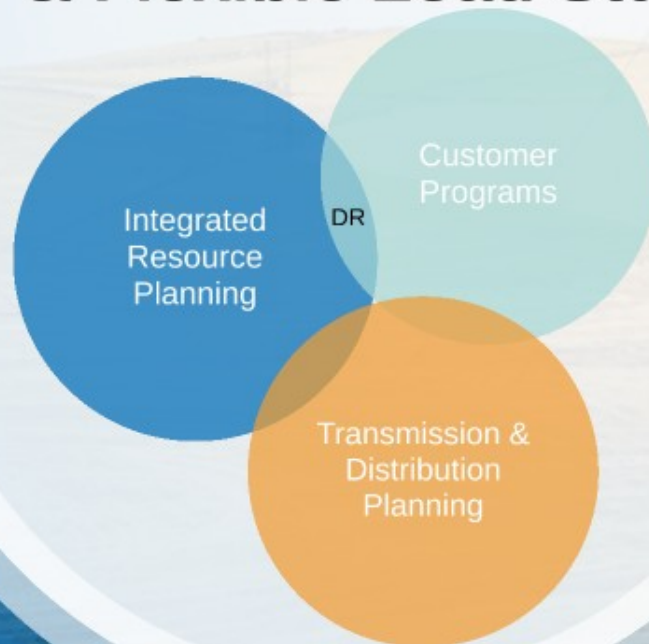 Customer
Programs
Integrated
Resource
Planning
DR
Transmission &
Distribution
Planning